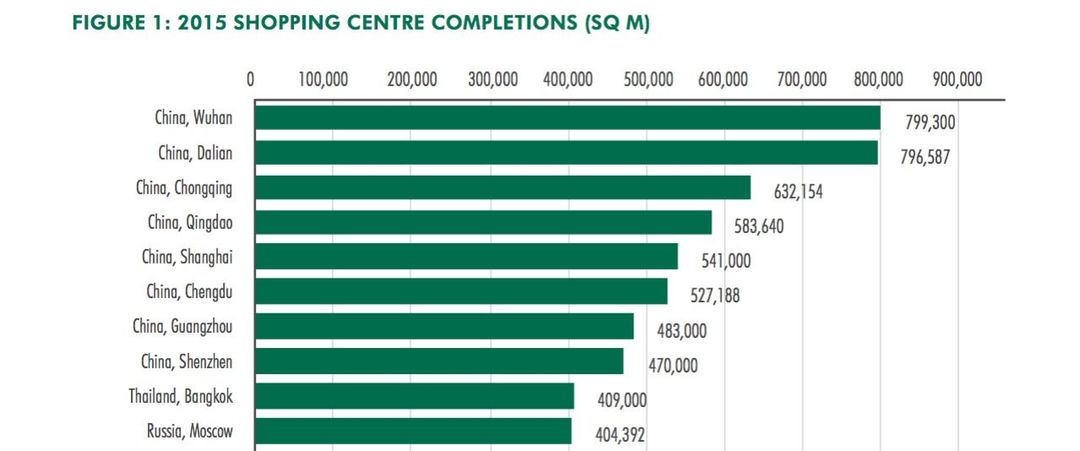 FIGURE 1: 2015 SHOPPING CENTRE COMPLETIONS (SQ M)
0 100,000 200,000 300,000 400,000 500,000 600,000 700,000 800,000 900,000
China, Wuhan 799,300
China, Dalian 796,587
China, Chongqing 632,154
China, Qingdao 583,640
China, Shanghai 541,000
China, Chengdu 527,188
China, Guangzhou 483,000
China, Shenzhen 470,000
Thailand, Bangkok 409,000
Russia, Moscow 404,392